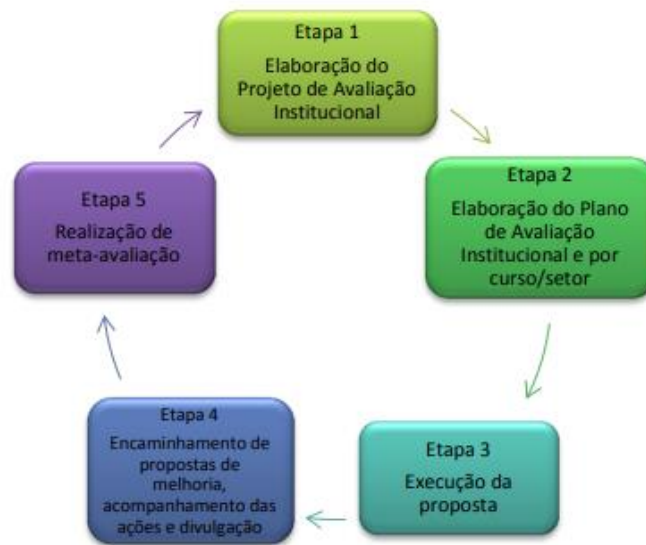 Etapa 1
Elaboração do
Projeto de Avaliação
Institucional
Etapa 2
Elaboração do Plano
de Avaliação
Institucional e por
curso/setor
Etapa 3
Execução da
proposta
Etapa 4
Encaminhamento de
propostas de
melhoria,
acompanhamento das
ações e divulgação
Etapa 5
Realização de
meta-avaliação